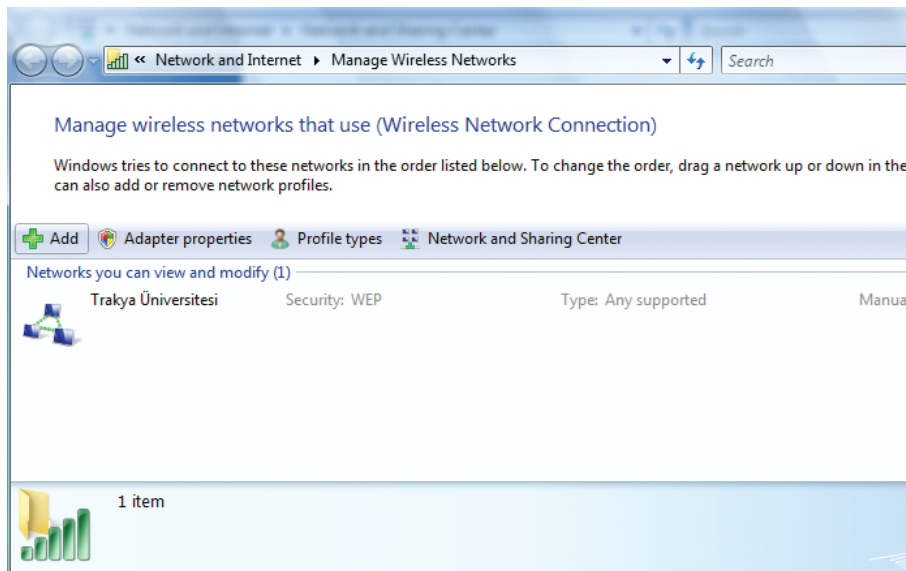 « Network and Internet ▸ Manage Wireless Networks Search
Manage wireless networks that use (Wireless Network Connection)
Windows tries to connect to these networks in the order listed below. To change the order, drag a network up or down in the
can also add or remove network profiles.
Add Adapter properties Profile types Network and Sharing Center
Networks you can view and modify (1)
Trakya Üniversitesi Security: WEP Type: Any supported Manua
1 item